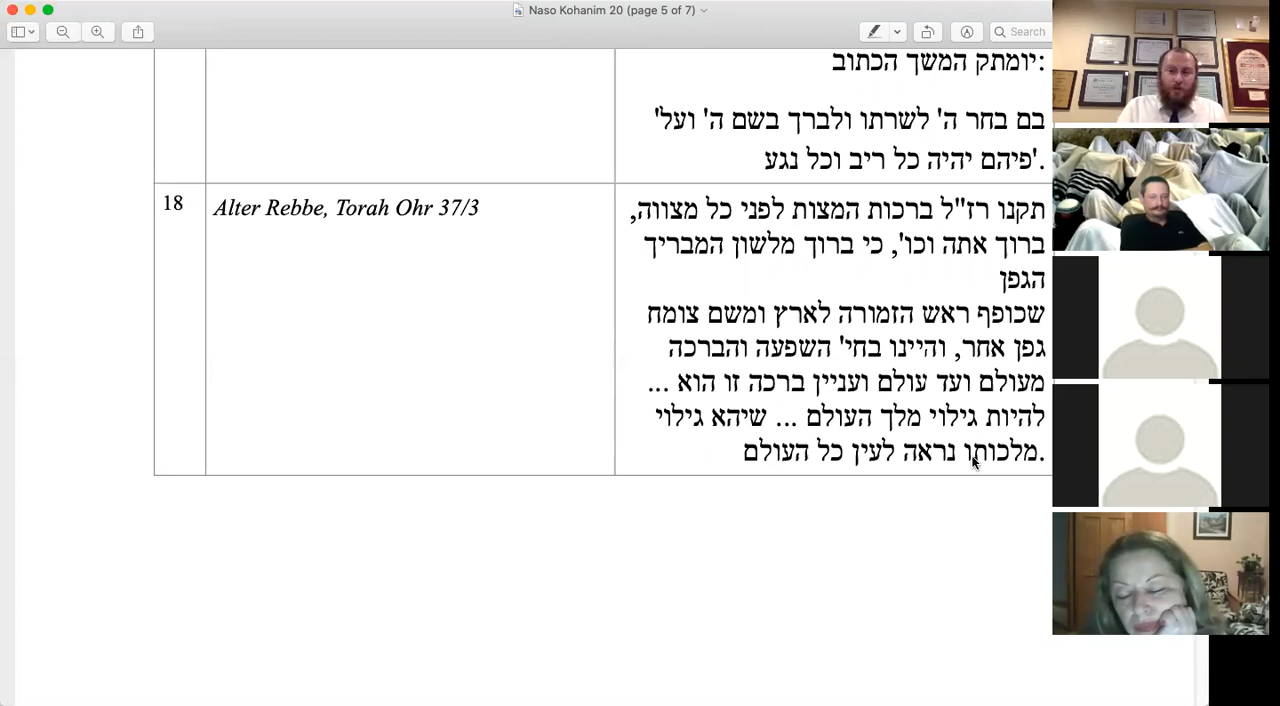 Naso Kohanim 20 (page 5 of 7)
Search
יומתק המשך הכתוב:
בם בחר ה' לשרתו ולברך בשם ה' ועל'
פיהם יהיה כל ריב וכל נגע'.
18
Alter Rebbe, Torah Ohr 37/3
תקנו רז"ל ברכות המצות לפני כל מצווה,
ברוך אתה וכו', כי ברוך מלשון המבריך
הגפן
שכופף ראש הזמורה לארץ ומשם צומח
גפן אחר, והיינו בחי' השפעה והברכה
מעולם ועד עולם ועניין ברכה זו הוא ...
להיות גילוי מלך העולם ... שיהא גילוי
מלכותו נראה לעין כל העולם.